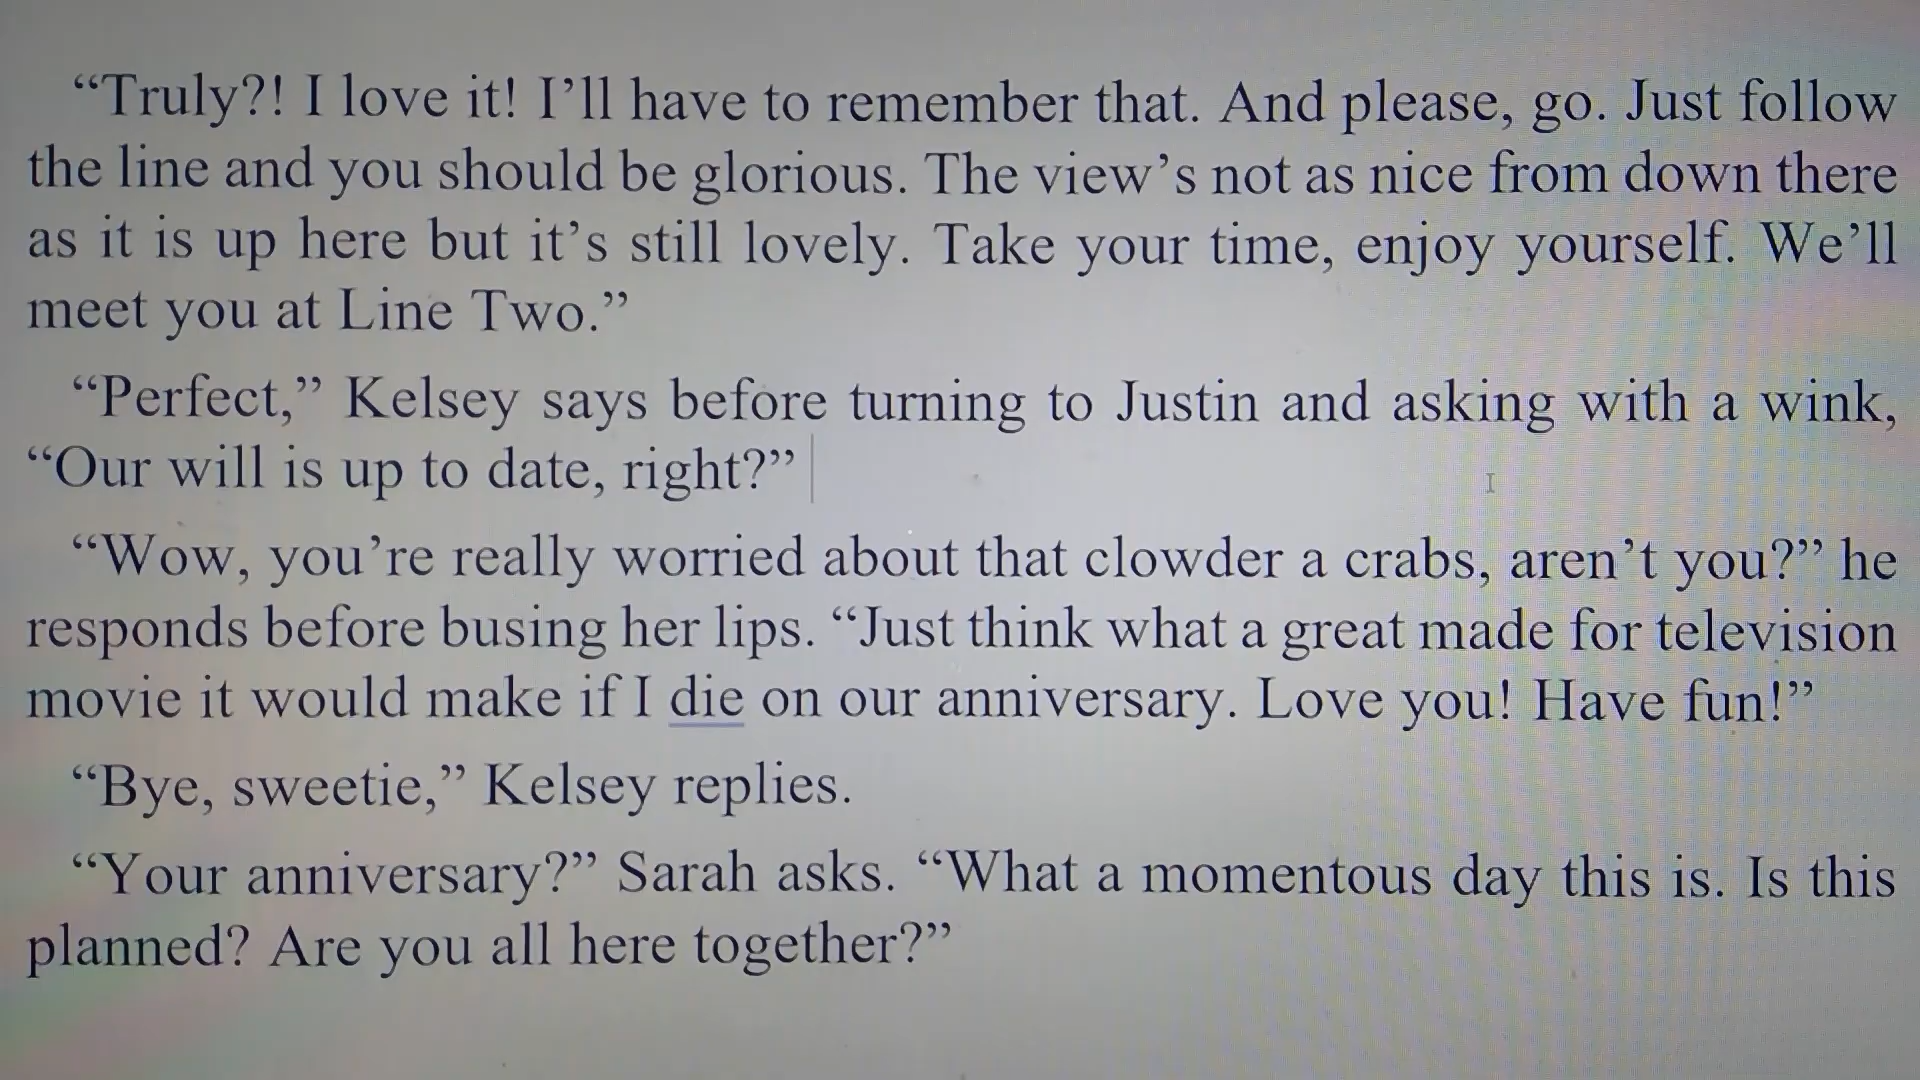 “Truly?! I love it! I’ll have to remember that. And please, go. Just follow
the line and you should be glorious. The view’s not as nice from down there
as it is up here but it’s still lovely. Take your time, enjoy yourself. We’ll
meet you at Line Two.”
“Perfect,” Kelsey says before turning to Justin and asking with a wink,
“Our will is up to date, right?”
“Wow, you’re really worried about that clowder a crabs, aren’t you?” he
responds before busing her lips. “Just think what a great made for television
movie it would make if I die on our anniversary. Love you! Have fun!”
“Bye, sweetie,” Kelsey replies.
“Your anniversary?” Sarah asks. “What a momentous day this is. Is this
planned? Are you all here together?”